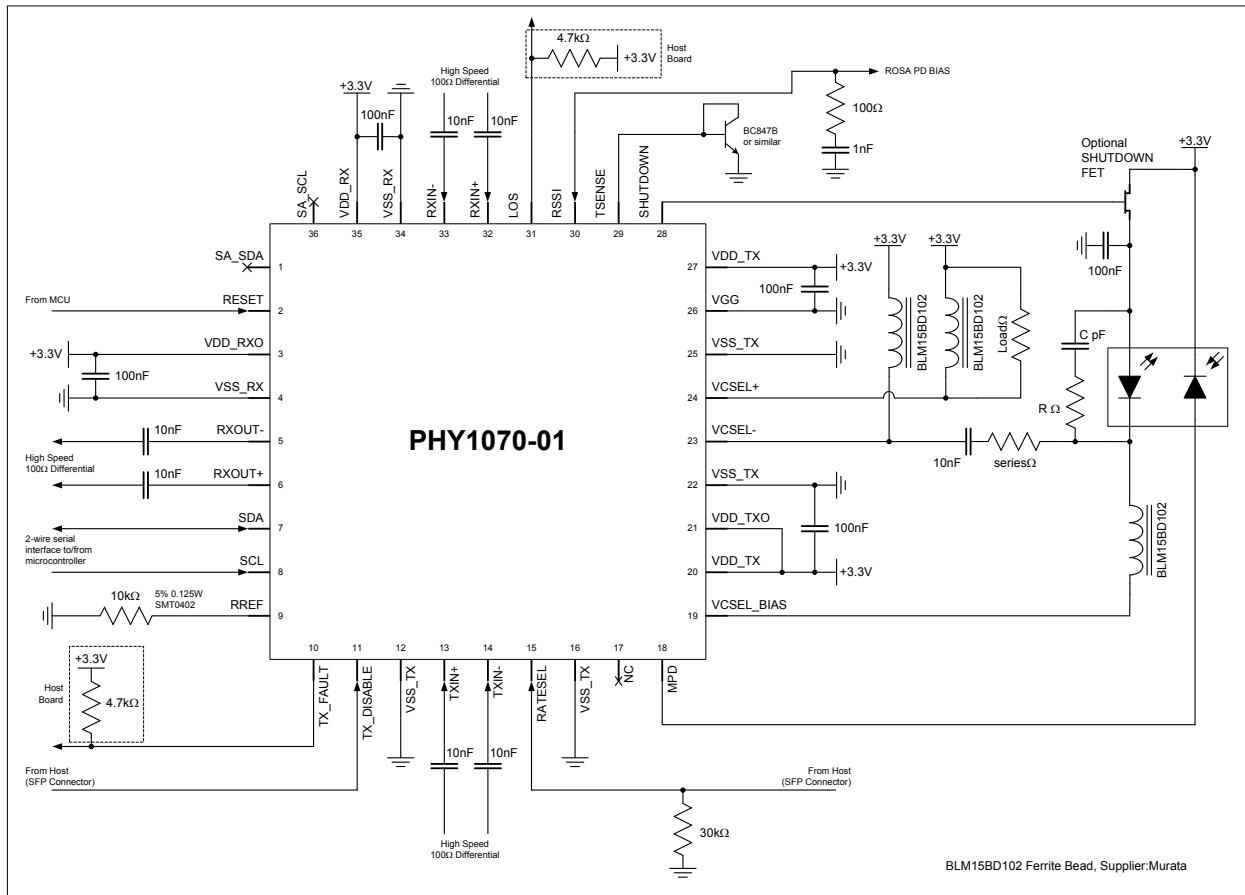 4.7kΩ
+3.3V
Host
Board
High Speed
100Ω Differential
ROSA PD BIAS
+3.3V
100nF
10nF
10nF
BC847B
or similar
100Ω
1nF
Optional
SHUTDOWN
FET
+3.3V
SA_SCL
VDD_RX
VSS_RX
RXIN-
RXIN+
LOS
RSSI
TSENSE
SHUTDOWN
36
35
34
33
32
31
30
29
28
SA_SDA
1
From MCU
RESET
2
+3.3V
VDD_RXO
3
100nF
VSS_RX
4
10nF
RXOUT-
5
High Speed
100Ω Differential
10nF
RXOUT+
6
SDA
7
2-wire serial
interface to/from
microcontroller
SCL
8
10kΩ
5% 0.125W
SMT0402
RREF
9
PHY1070-01
27
VDD_TX
+3.3V
100nF
26
VGG
25
VSS_TX
24
VCSEL+
23
VCSEL-
22
VSS_TX
21
VDD_TXO
100nF
20
VDD_TX
+3.3V
19
VCSEL_BIAS
+3.3V
+3.3V
BLM15BD102
BLM15BD102
LoadΩ
100nF
C pF
R Ω
10nF
seriesΩ
BLM15BD102
10
11
12
13
14
15
16
17
18
TX_FAULT
TX_DISABLE
VSS_TX
TXIN+
TXIN-
RATESEL
VSS_TX
NC
MPD
+3.3V
Host
Board
4.7kΩ
From Host
(SFP Connector)
10nF
10nF
High Speed
100Ω Differential
From Host
(SFP Connector)
30kΩ
BLM15BD102 Ferrite Bead, Supplier:Murata